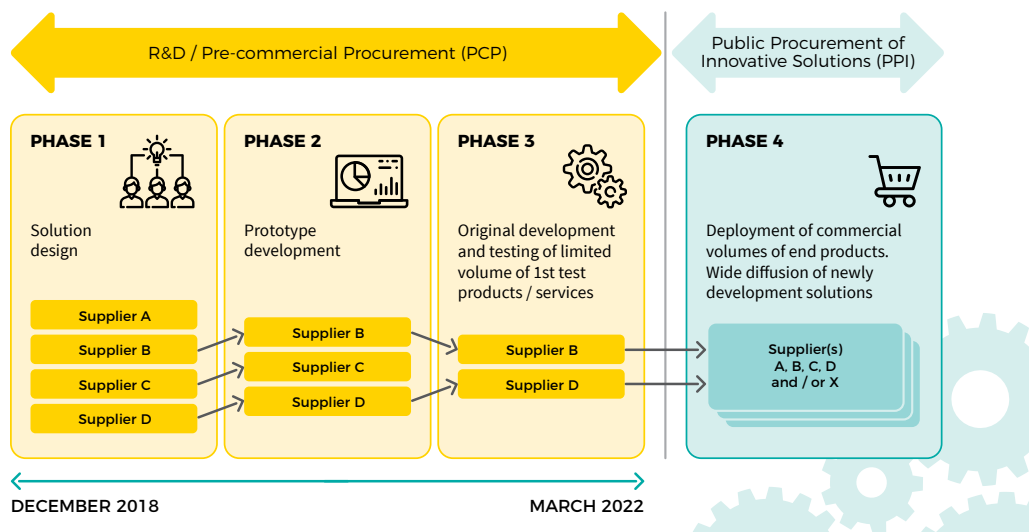 R&D / Pre-commercial Procurement (PCP)
Public Procurement of
Innovative Solutions (PPI)
PHASE 1
Solution
design
Supplier A
Supplier B
Supplier C
Supplier D
PHASE 2
Prototype
development
Supplier B
Supplier C
Supplier D
PHASE 3
Original development
and testing of limited
volume of 1st test
products / services
Supplier B
Supplier D
PHASE 4
Deployment of commercial
volumes of end products.
Wide diffusion of newly
development solutions
Supplier(s)
A, B, C, D
and / or X
DECEMBER 2018
MARCH 2022